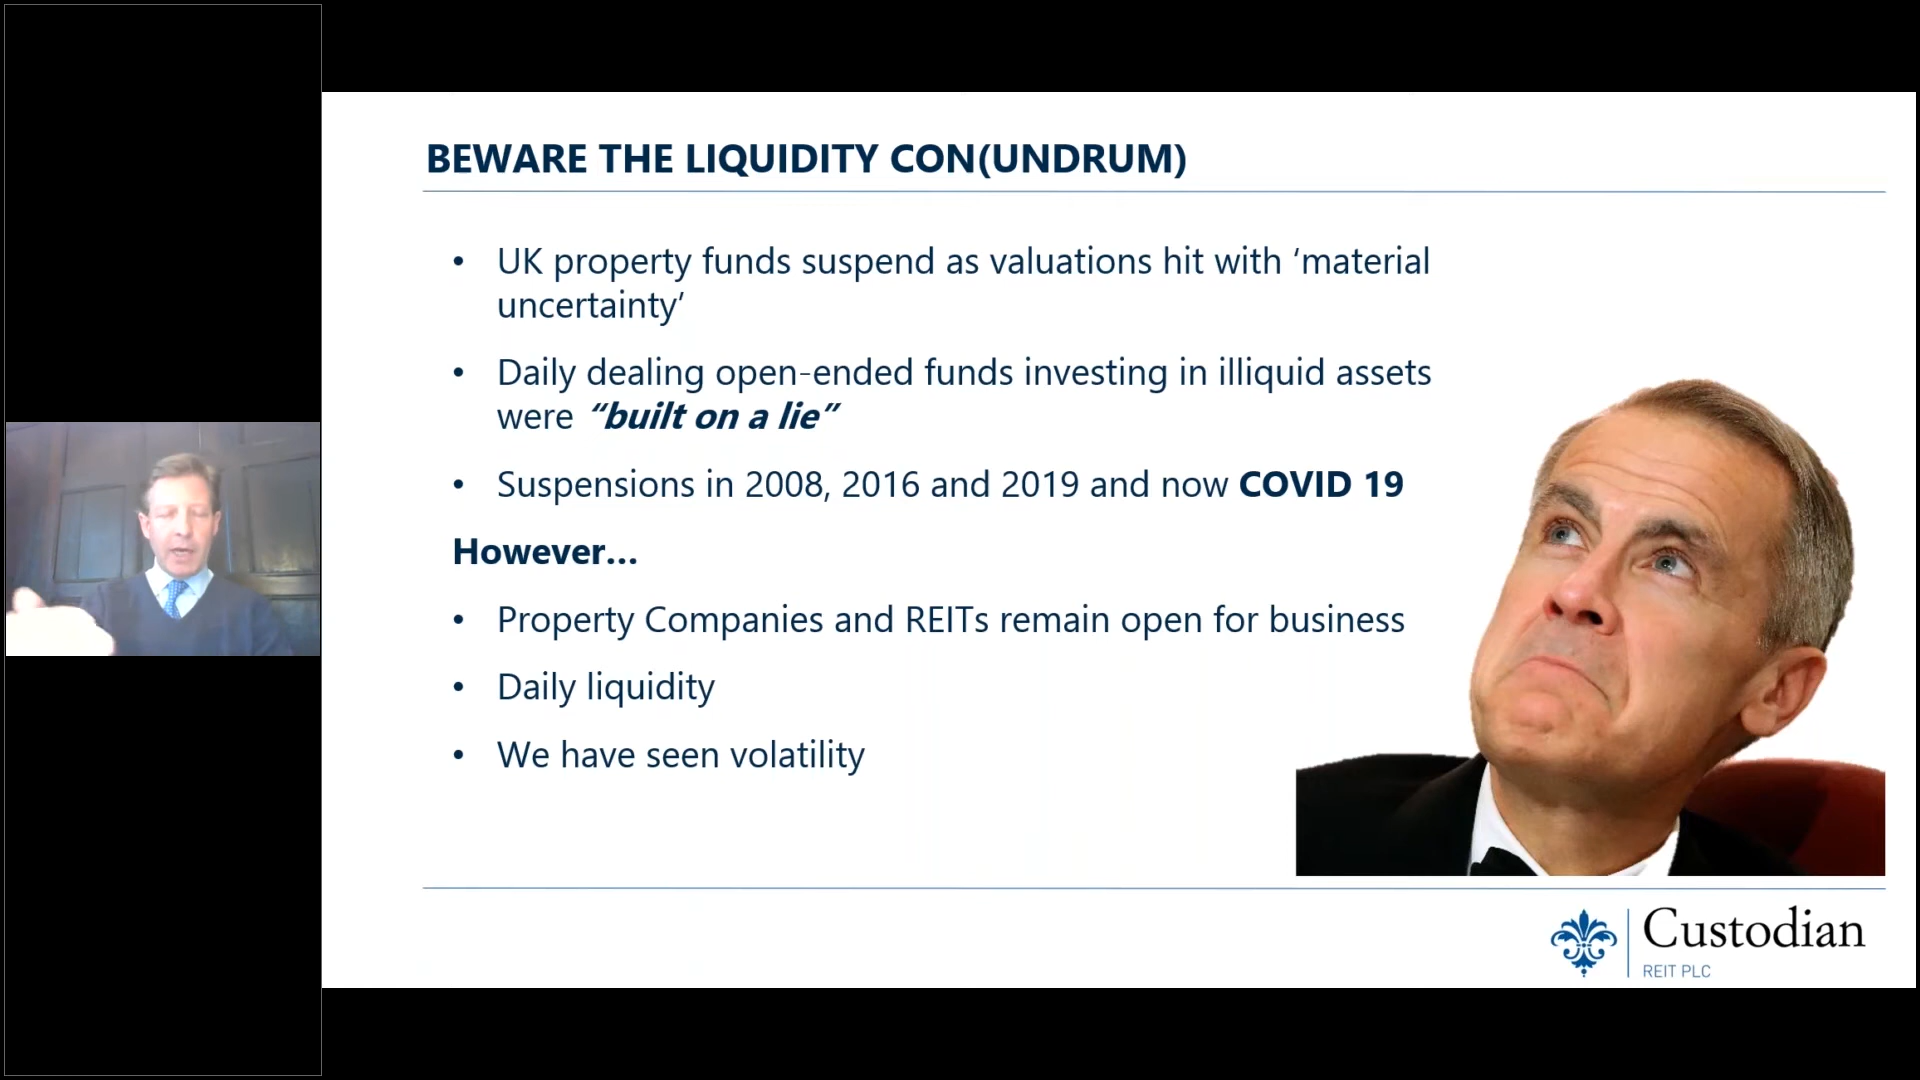 BEWARE THE LIQUIDITY CON(UNDRUM)
• UK property funds suspend as valuations hit with ‘material
uncertainty’
• Daily dealing open-ended funds investing in illiquid assets
were “built on a lie”
• Suspensions in 2008, 2016 and 2019 and now COVID 19
However...
• Property Companies and REITs remain open for business
• Daily liquidity
• We have seen volatility
Custodian
REIT PLC